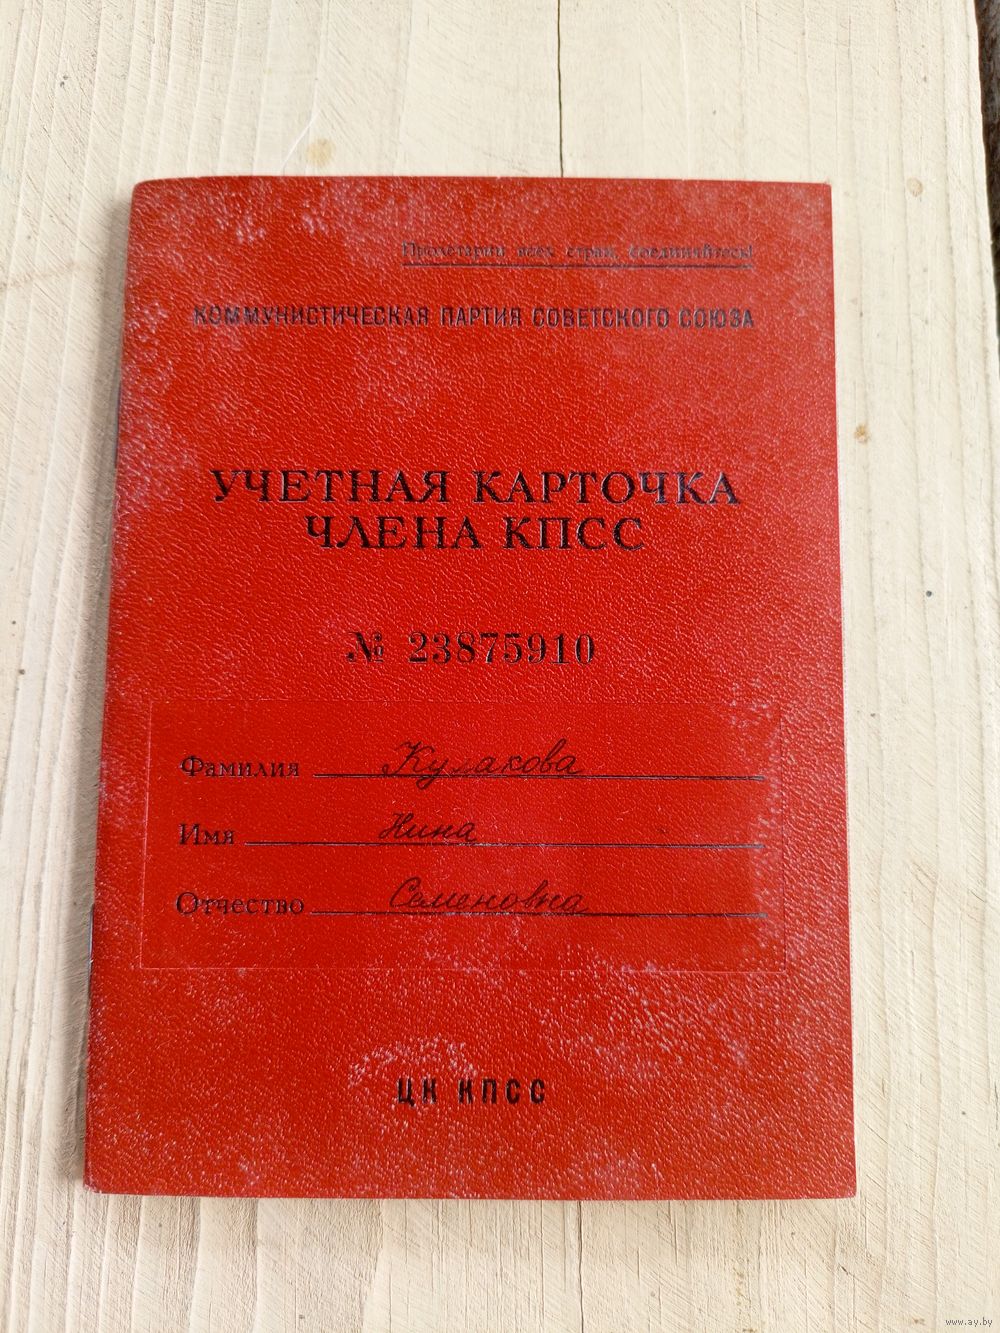 Пролетарии всех стран, соединяйтесь!
КОММУНИСТИЧЕСКАЯ ПАРТИЯ СОВЕТСКОГО СОЮЗА
УЧЕТНАЯ КАРТОЧКА
ЧЛЕНА КПСС
№ 23875910
Фамилия Кулакова
Имя Нина
Отчество Семеновна
ЦК КПСС
www.ay.by